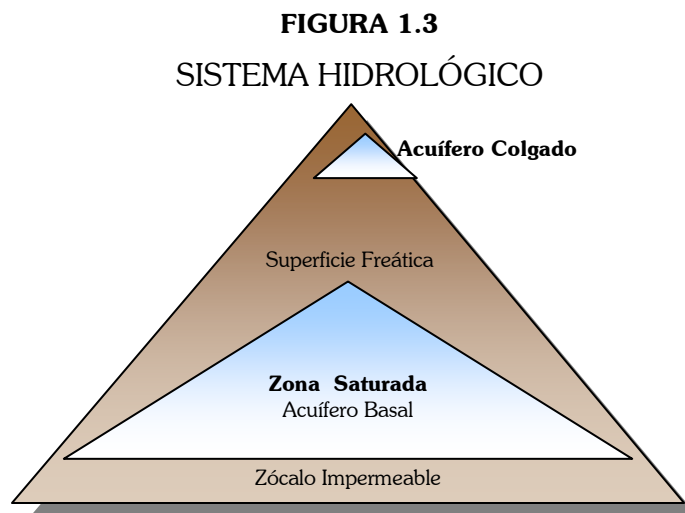 FIGURA 1.3
SISTEMA HIDROLÓGICO
Acuífero Colgado
Superficie Freática
Zona Saturada
Acuífero Basal
Zócalo Impermeable